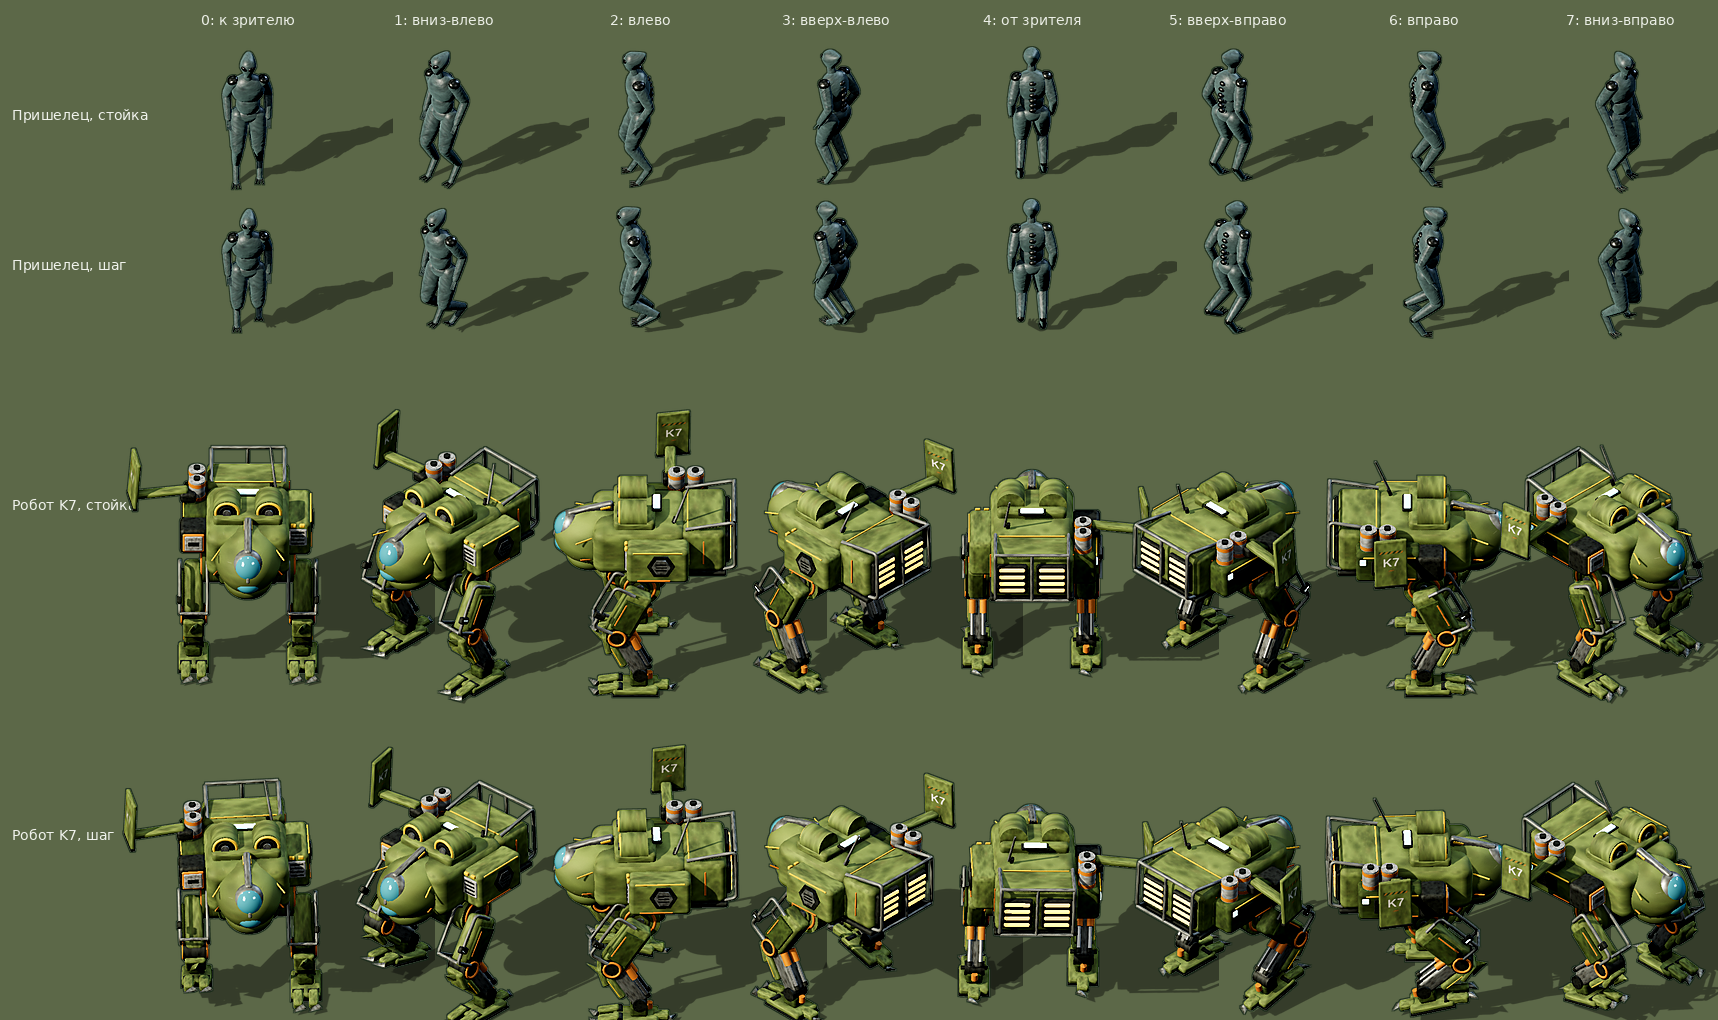 0: к зрителю 1: вниз-влево 2: влево 3: вверх-влево 4: от зрителя 5: вверх-вправо 6: вправо 7: вниз-вправо
Пришелец, стойка
Пришелец, шаг
K7 K7 K7
Робот K7, стойка
K7 K7 K7
K7 K7 K7
Робот K7, шаг
K7 K7 K7